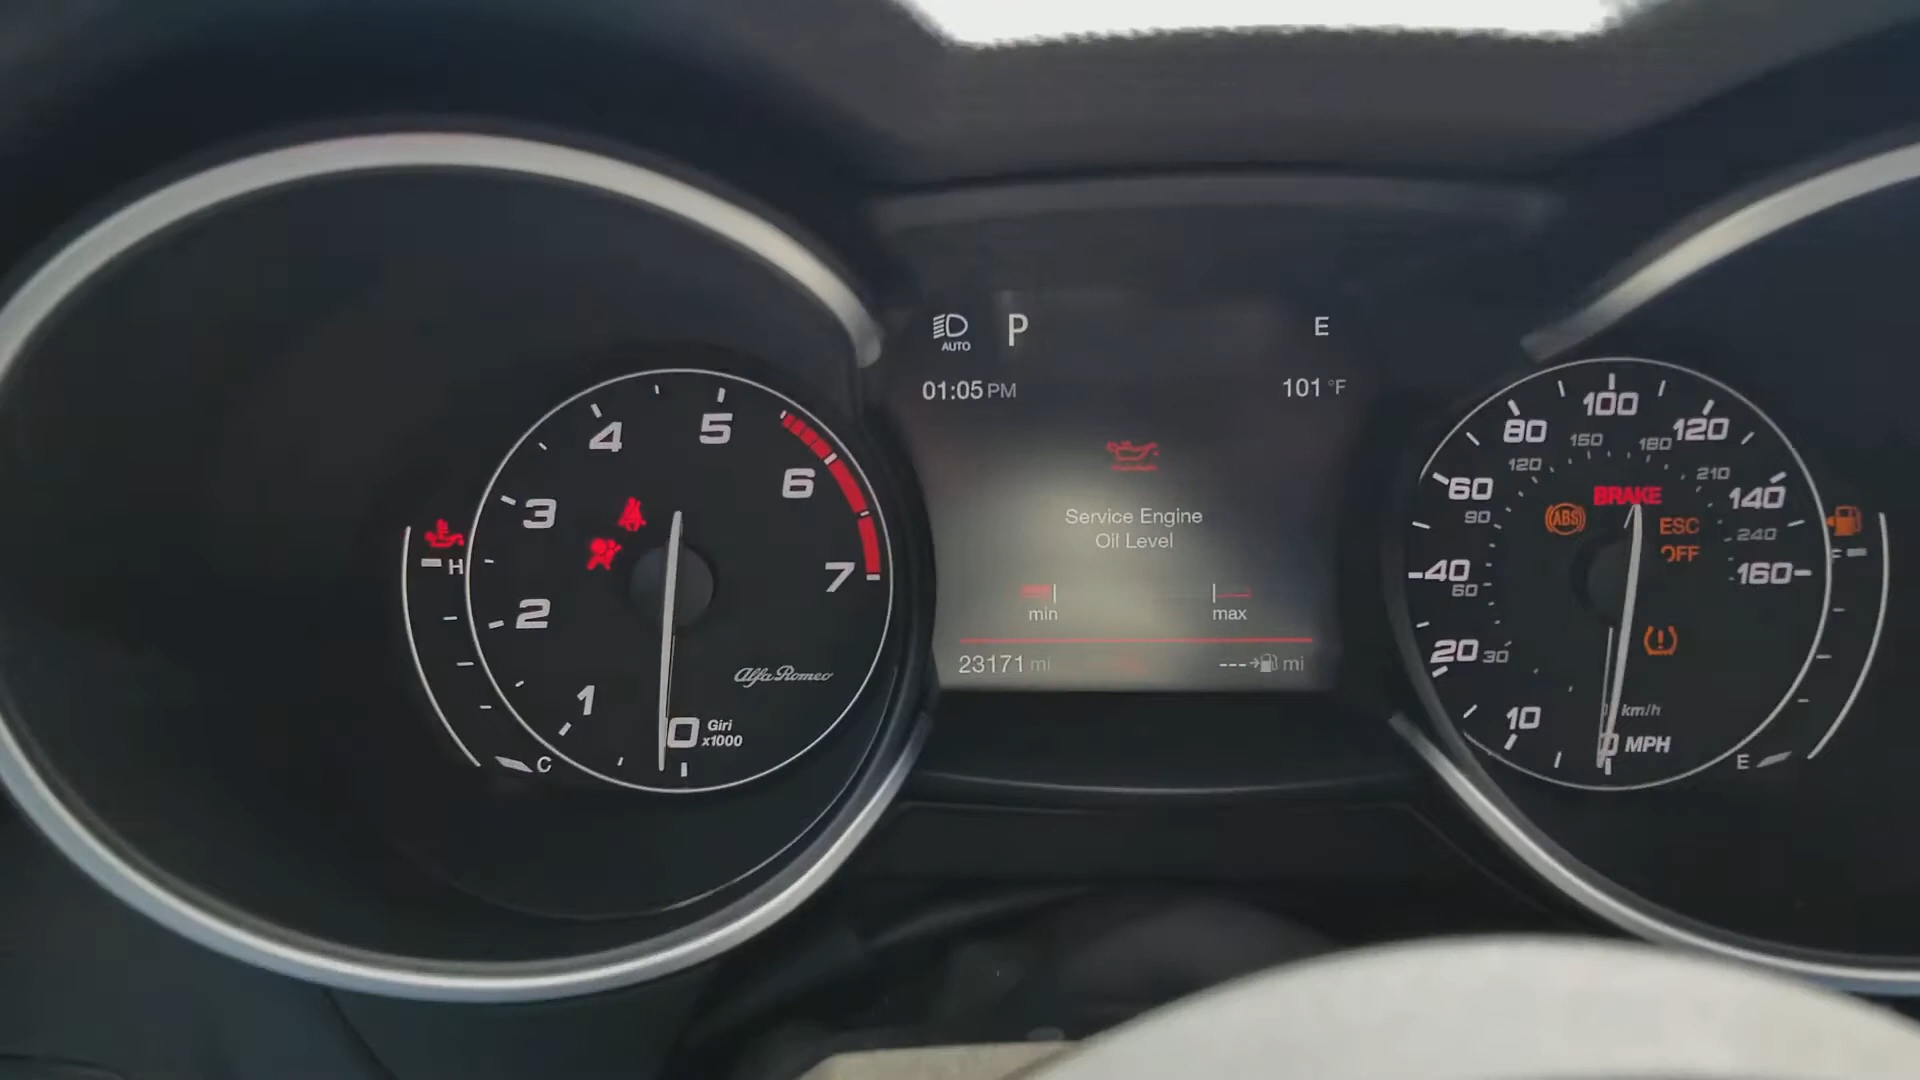 AUTO
P
E
01:05 PM
101 °F
Service Engine
Oil Level
min
max
23171 mi
--- mi
0
1
2
3
4
5
6
7
Giri
x1000
Alfa Romeo
H
C
10
20
40
60
80
100
120
140
160
30
60
90
120
150
180
210
240
BRAKE
ABS
ESC
OFF
km/h
0 MPH
F
E